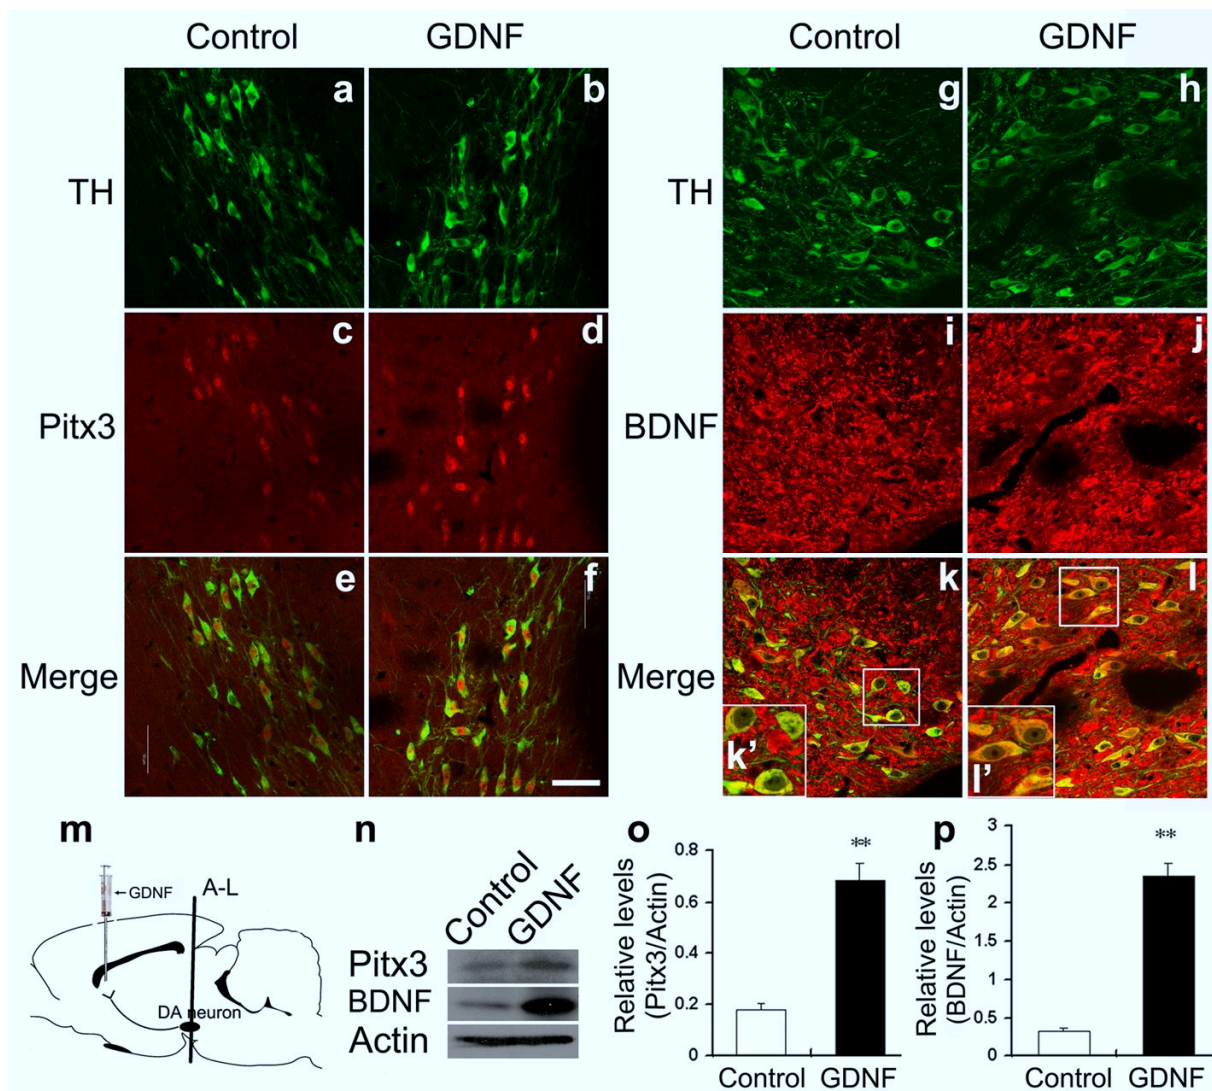 Control GDNF Control GDNF
TH a b TH g h
Pitx3 c d BDNF i j
Merge e f Merge k l
k’ l’
m n o p
GDNF
A-L
DA neuron
Control GDNF
Pitx3
BDNF
Actin
Relative levels
(Pitx3/Actin)
0.8
0.6
0.4
0.2
0
**
Control GDNF
Relative levels
(BDNF/Actin)
3
2.5
2
1.5
1
0.5
0
**
Control GDNF